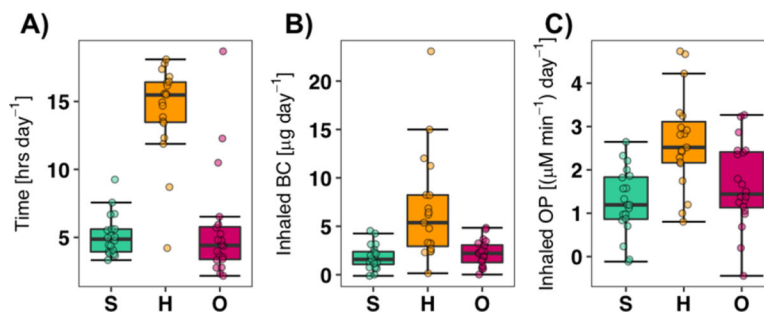 A)
Time [hrs day⁻¹]
15
10
5
S H O
B)
Inhaled BC [µg day⁻¹]
20
15
10
5
0
S H O
C)
Inhaled OP [(µM min⁻¹) day⁻¹]
4
3
2
1
0
S H O